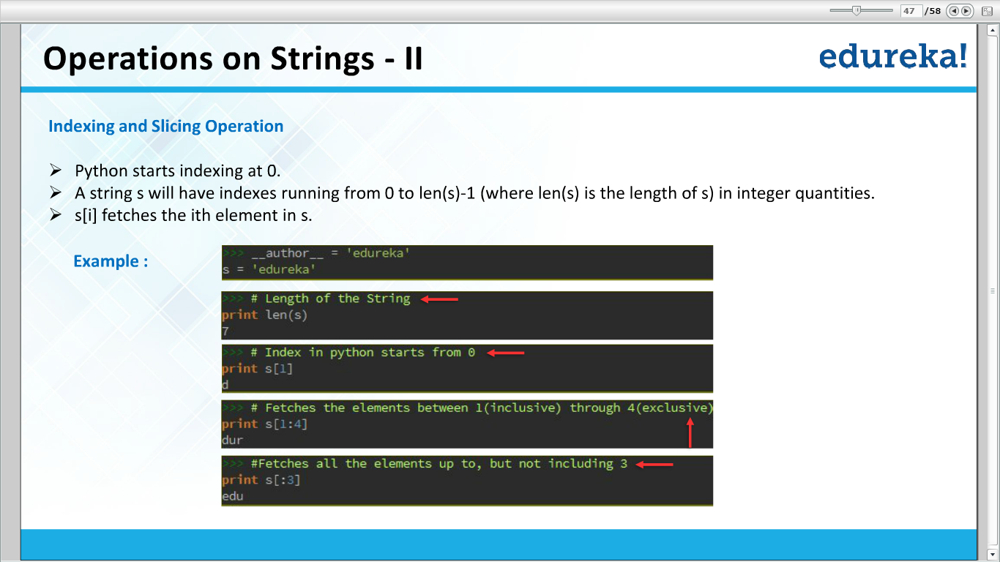 47 /58
Operations on Strings - II
edureka!
Indexing and Slicing Operation
Python starts indexing at 0.
A string s will have indexes running from 0 to len(s)-1 (where len(s) is the length of s) in integer quantities.
s[i] fetches the ith element in s.
Example :
>>> __author__ = 'edureka'
s = 'edureka'
>>> # Length of the String
print len(s)
7
>>> # Index in python starts from 0
print s[1]
d
>>> # Fetches the elements between 1(inclusive) through 4(exclusive)
print s[1:4]
dur
>>> #Fetches all the elements up to, but not including 3
print s[:3]
edu